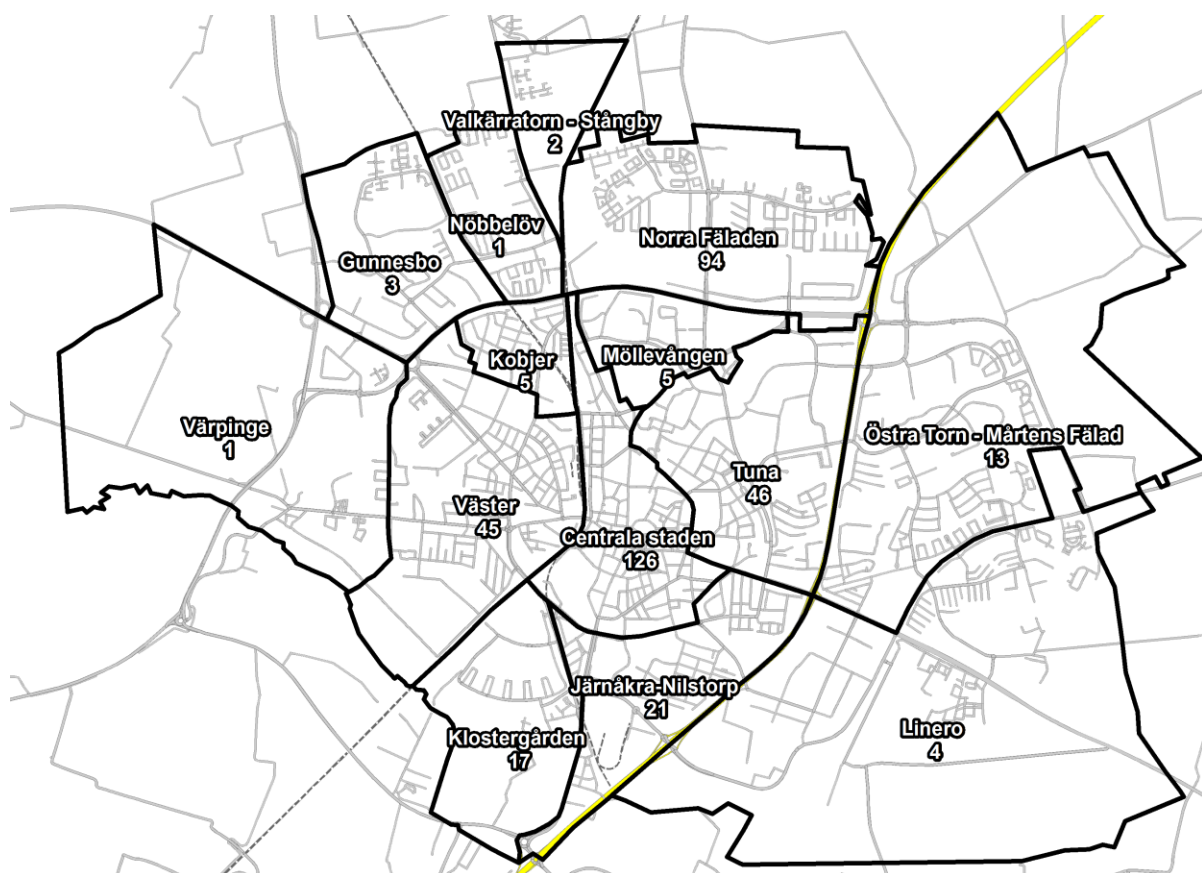 Valkärratorn - Stångby
2
Nöbbelöv
1
Norra Fäladen
94
Gunnesbo
3
Kobjer
5
Möllevången
5
Värpinge
1
Östra Torn - Mårtens Fälad
13
Tuna
46
Väster
45
Centrala staden
126
Järnåkra-Nilstorp
21
Klostergården
17
Linero
4